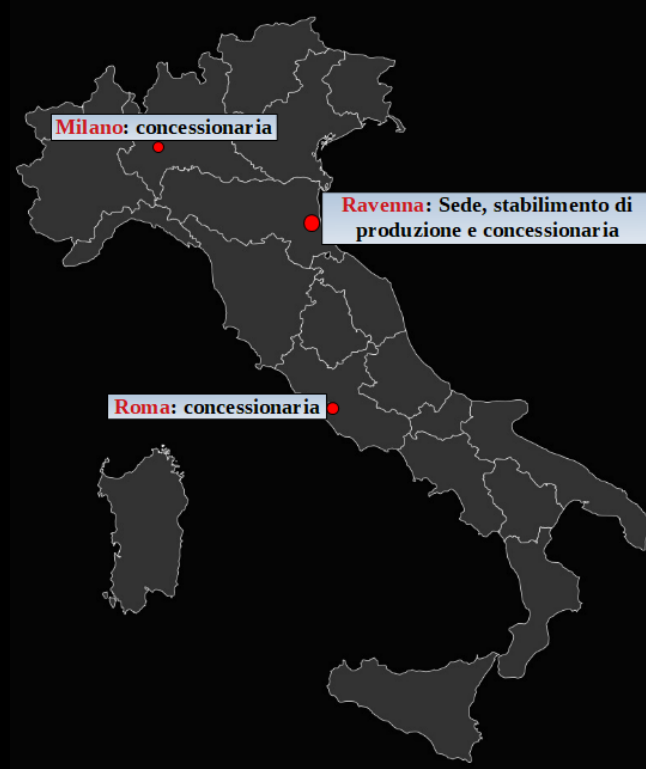 Milano: concessionaria
Ravenna: Sede, stabilimento di
produzione e concessionaria
Roma: concessionaria